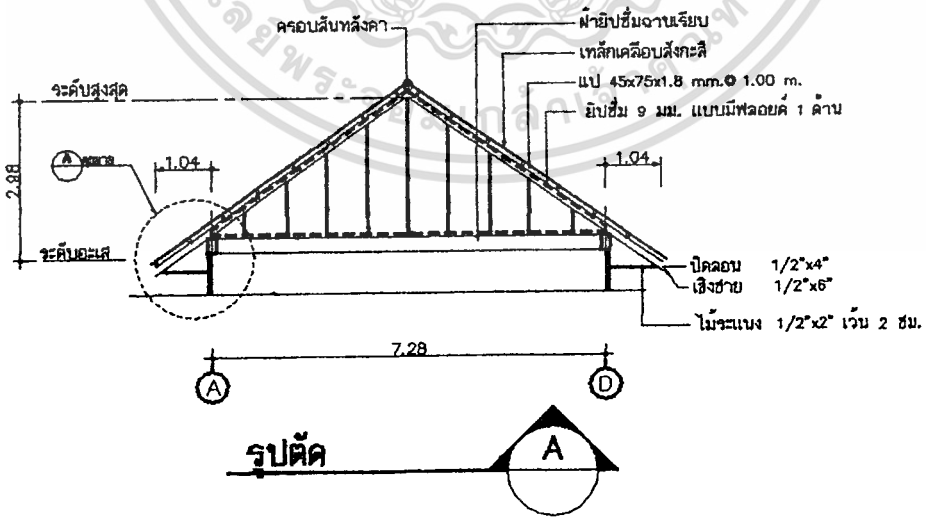 ครอบสันหลังคา
ฝ้ายิปซั่มฉาบเรียบ
เหล็กเคลือบสังกะสี
แป 45x75x1.8 mm.@ 1.00 m.
ยิปซั่ม 9 มม. แบบมีฟลอยค์ 1 ด้าน
ระดับสูงสุด
A
1.04
1.04
2.98
ระดับอะเส
ปิดลอน 1/2"x4"
เชิงชาย 1/2"x6"
ไม้ระแนง 1/2"x2" เว้น 2 ซม.
7.28
A
D
รูปตัด
A